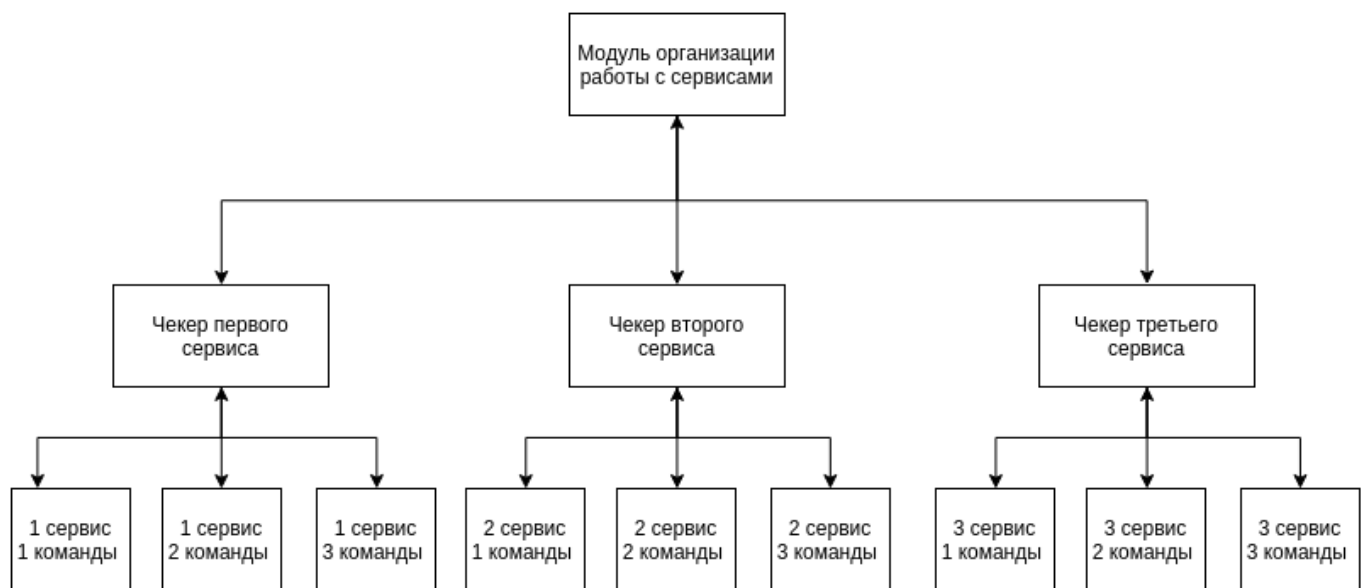 Модуль организации
работы с сервисами
Чекер первого
сервиса
Чекер второго
сервиса
Чекер третьего
сервиса
1 сервис
1 команды
1 сервис
2 команды
1 сервис
3 команды
2 сервис
1 команды
2 сервис
2 команды
2 сервис
3 команды
3 сервис
1 команды
3 сервис
2 команды
3 сервис
3 команды